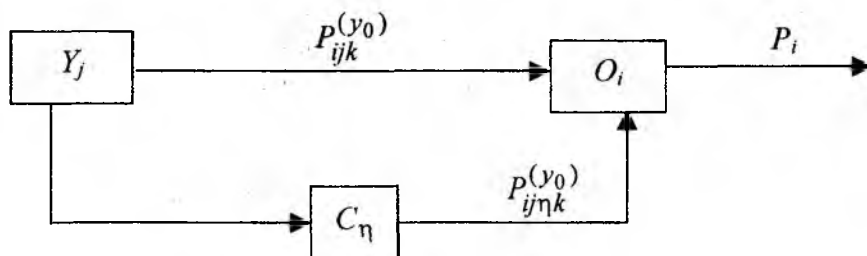 P_{ijk}^{(y_0)}
Y_j
O_i
P_i
P_{ijηk}^{(y_0)}
C_η